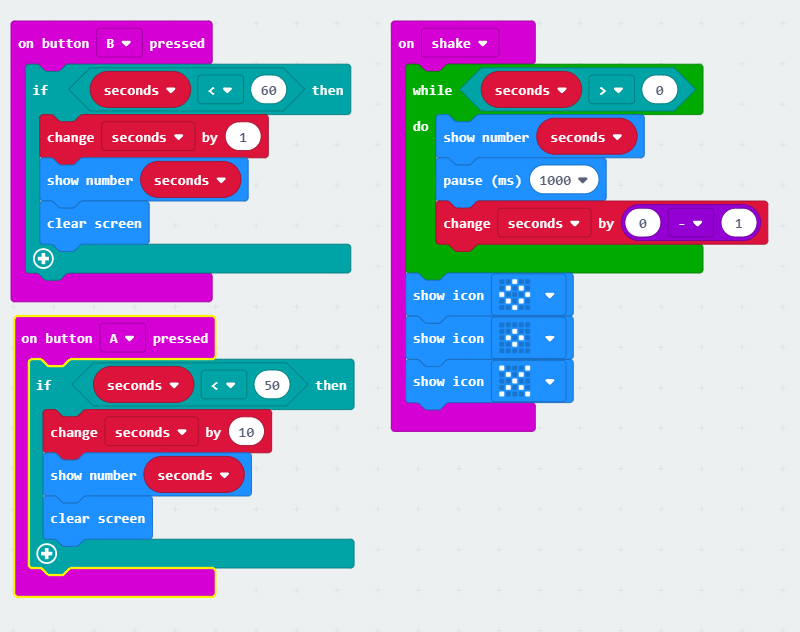 on button B pressed
if seconds < 60 then
change seconds by 1
show number seconds
clear screen
on button A pressed
if seconds < 50 then
change seconds by 10
show number seconds
clear screen
on shake
while seconds > 0
do
show number seconds
pause (ms) 1000
change seconds by 0 - 1
show icon
show icon
show icon